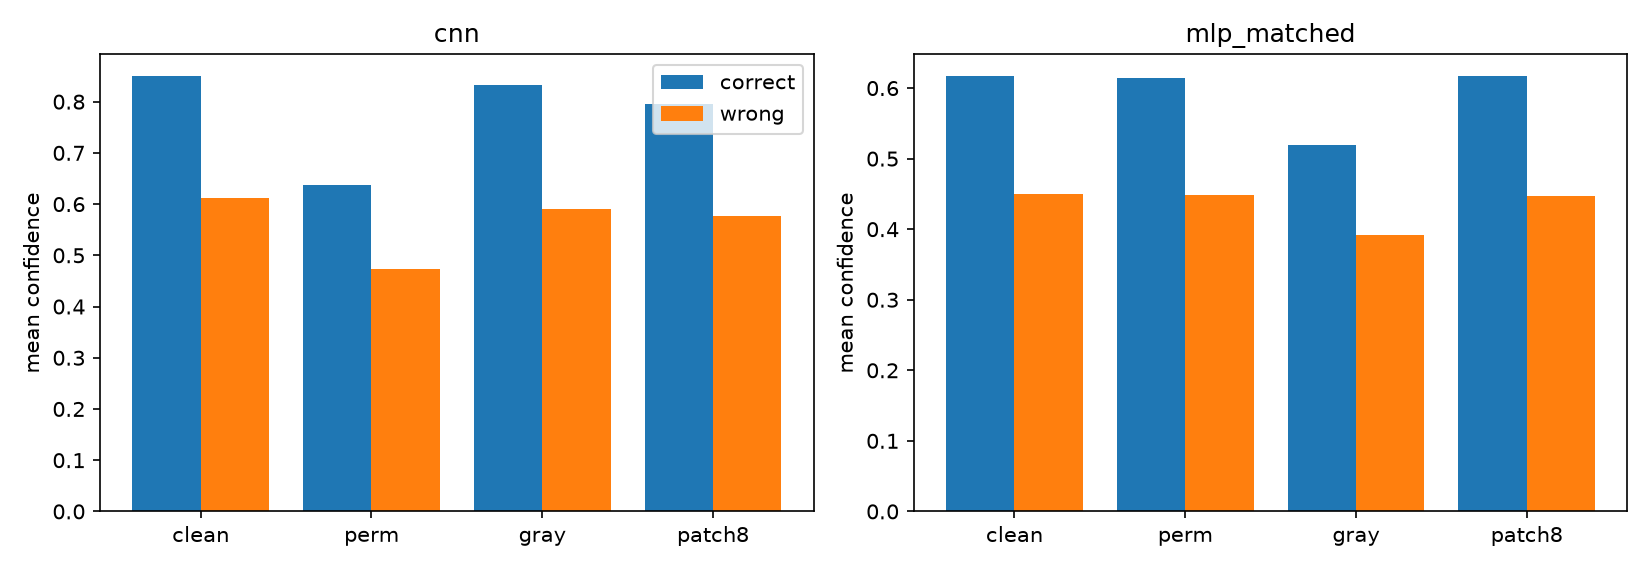 cnn
mean confidence
0.8
0.7
0.6
0.5
0.4
0.3
0.2
0.1
0.0
correct
wrong
clean perm gray patch8
mlp_matched
mean confidence
0.6
0.5
0.4
0.3
0.2
0.1
0.0
clean perm gray patch8